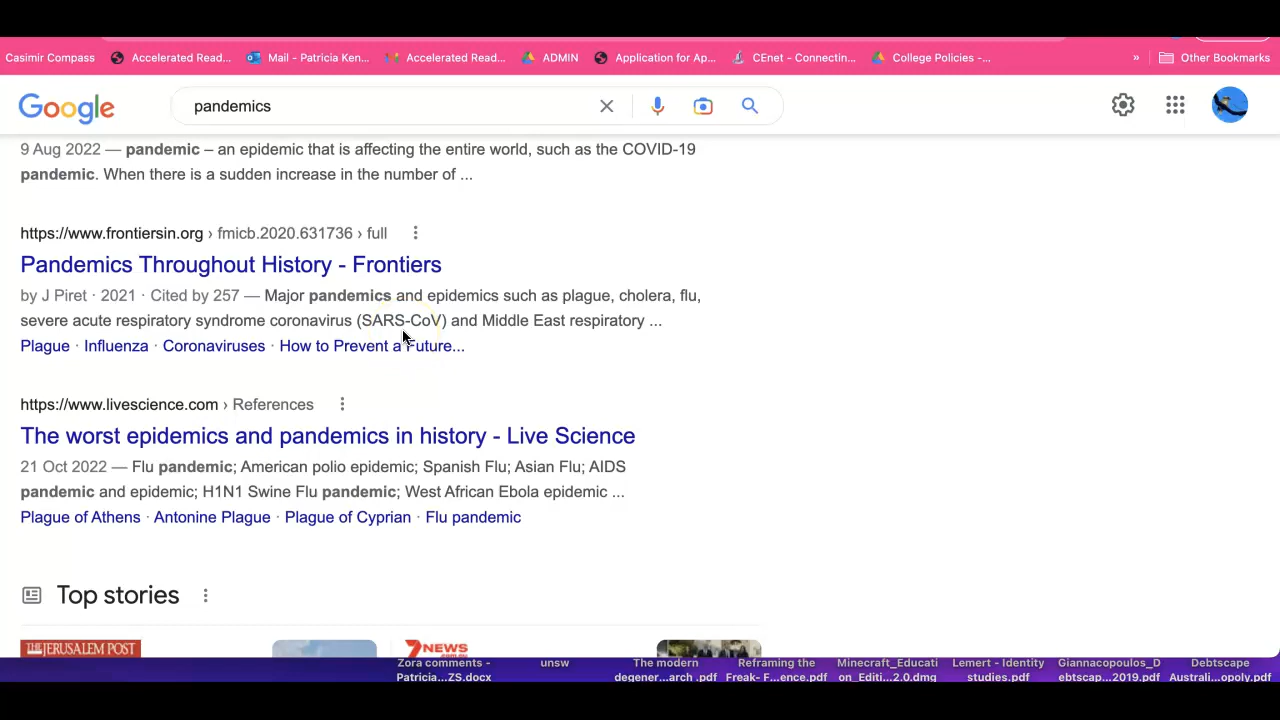 Casimir Compass Accelerated Read... Mail - Patricia Ken... Accelerated Read... ADMIN Application for Ap... CEnet - Connectin... College Policies -... » Other Bookmarks
Google pandemics
9 Aug 2022 — pandemic – an epidemic that is affecting the entire world, such as the COVID-19
pandemic. When there is a sudden increase in the number of ...
https://www.frontiersin.org › fmicb.2020.631736 › full
Pandemics Throughout History - Frontiers
by J Piret · 2021 · Cited by 257 — Major pandemics and epidemics such as plague, cholera, flu,
severe acute respiratory syndrome coronavirus (SARS-CoV) and Middle East respiratory ...
Plague · Influenza · Coronaviruses · How to Prevent a Future...
https://www.livescience.com › References
The worst epidemics and pandemics in history - Live Science
21 Oct 2022 — Flu pandemic; American polio epidemic; Spanish Flu; Asian Flu; AIDS
pandemic and epidemic; H1N1 Swine Flu pandemic; West African Ebola epidemic ...
Plague of Athens · Antonine Plague · Plague of Cyprian · Flu pandemic
Top stories
THE JERUSALEM POST 7NEWS .com.au
Zora comments - unsw The modern Reframing the Minecraft_Educati Lemert - Identity Giannacopoulos_D Debtscape
Patricia...ZS.docx degener...arch .pdf Freak- F...ence.pdf on_Editi...2.0.dmg studies.pdf ebtscap...2019.pdf Australi...opoly.pdf